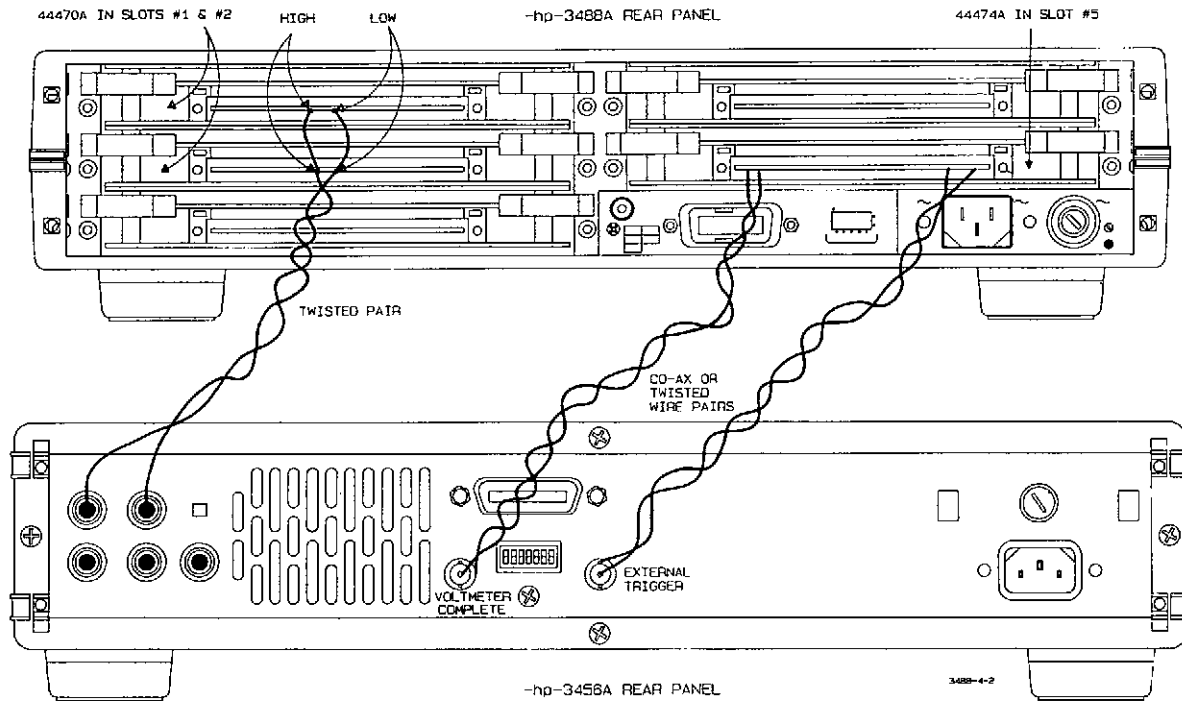 44470A IN SLOTS #1 & #2
HIGH
LOW
-hp-3488A REAR PANEL
44474A IN SLOT #5
TWISTED PAIR
CO-AX OR
TWISTED
WIRE PAIRS
EXTERNAL
TRIGGER
VOLTMETER
COMPLETE
-hp-3456A REAR PANEL
3488-4-2